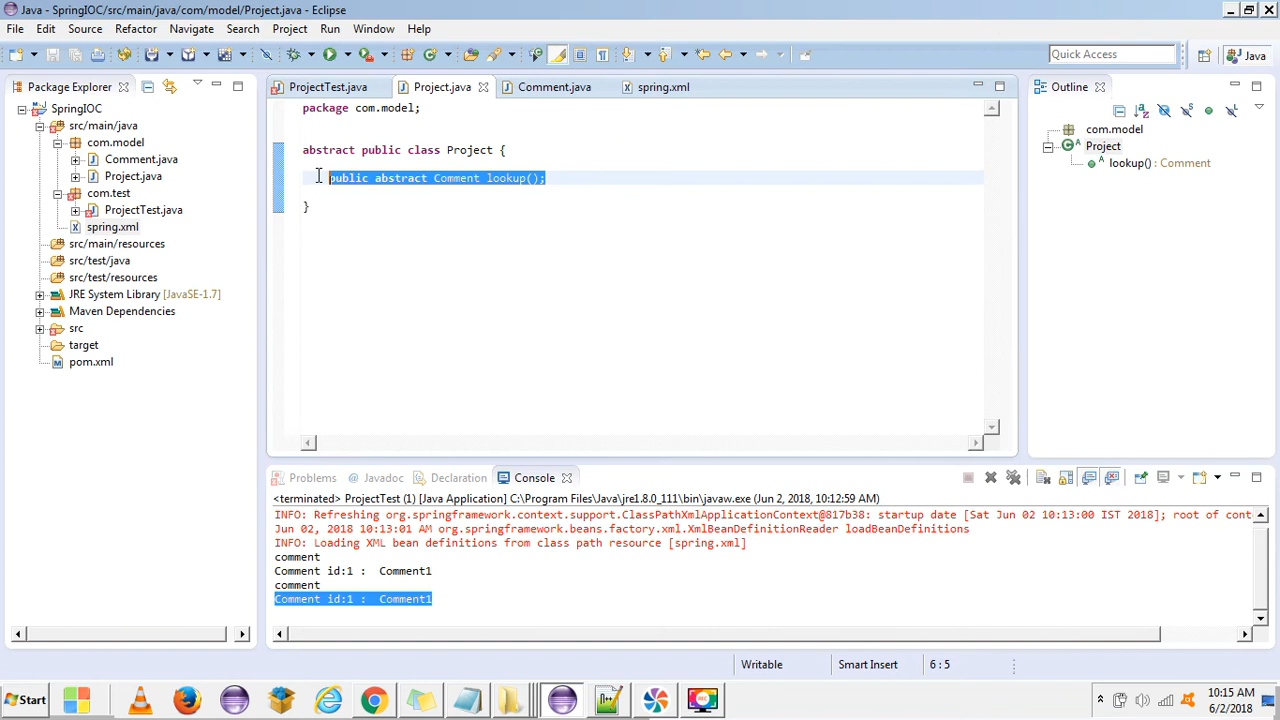 Java - SpringIOC/src/main/java/com/model/Project.java - Eclipse
File Edit Source Refactor Navigate Search Project Run Window Help
Quick Access
Java
Package Explorer
ProjectTest.java
Project.java
Comment.java
spring.xml
Outline
SpringIOC
src/main/java
com.model
Comment.java
Project.java
com.test
ProjectTest.java
spring.xml
src/main/resources
src/test/java
src/test/resources
JRE System Library [JavaSE-1.7]
Maven Dependencies
src
target
pom.xml
package com.model;
abstract public class Project {
public abstract Comment lookup();
}
com.model
Project
lookup() : Comment
Problems
Javadoc
Declaration
Console
<terminated> ProjectTest (1) [Java Application] C:\Program Files\Java\jre1.8.0_111\bin\javaw.exe (Jun 2, 2018, 10:12:59 AM)
INFO: Refreshing org.springframework.context.support.ClassPathXmlApplicationContext@817b38: startup date [Sat Jun 02 10:13:00 IST 2018]; root of cont
Jun 02, 2018 10:13:01 AM org.springframework.beans.factory.xml.XmlBeanDefinitionReader loadBeanDefinitions
INFO: Loading XML bean definitions from class path resource [spring.xml]
comment
Comment id:1 : Comment1
comment
Comment id:1 : Comment1
Writable
Smart Insert
6 : 5
Start
10:15 AM
6/2/2018